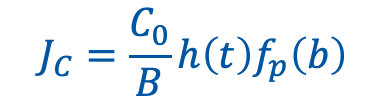 J_C = \frac{C_0}{B} h(t) f_p(b)